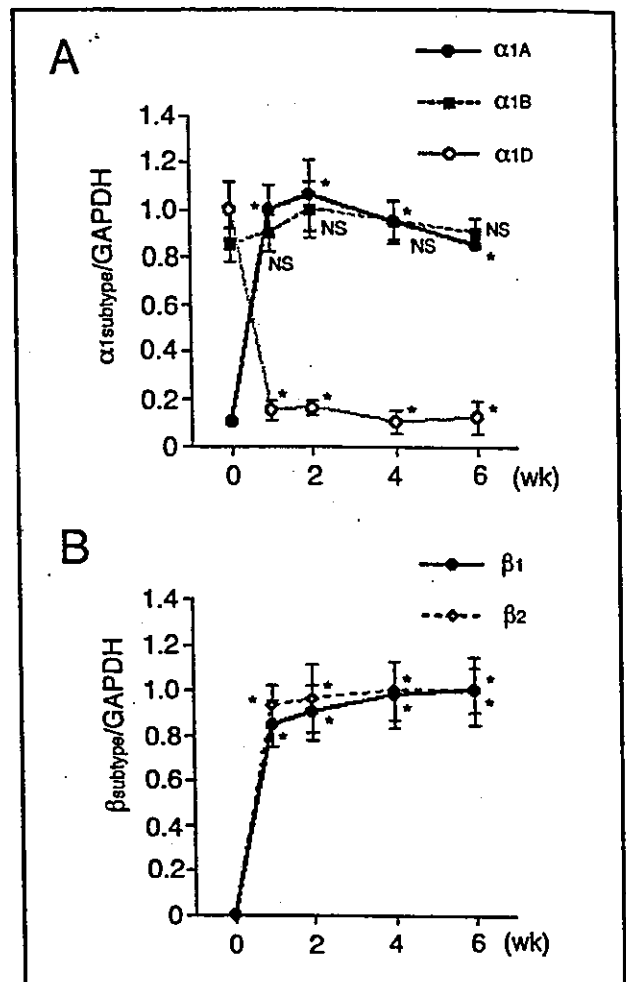 A
α1A
α1B
α1D
α1subtype/GAPDH
1.4
1.2
1.0
0.8
0.6
0.4
0.2
0
* * * *
NS NS NS NS
* * * *
0 2 4 6 (wk)
B
β1
β2
βsubtype/GAPDH
1.4
1.2
1.0
0.8
0.6
0.4
0.2
0
* * * *
* * * *
0 2 4 6 (wk)